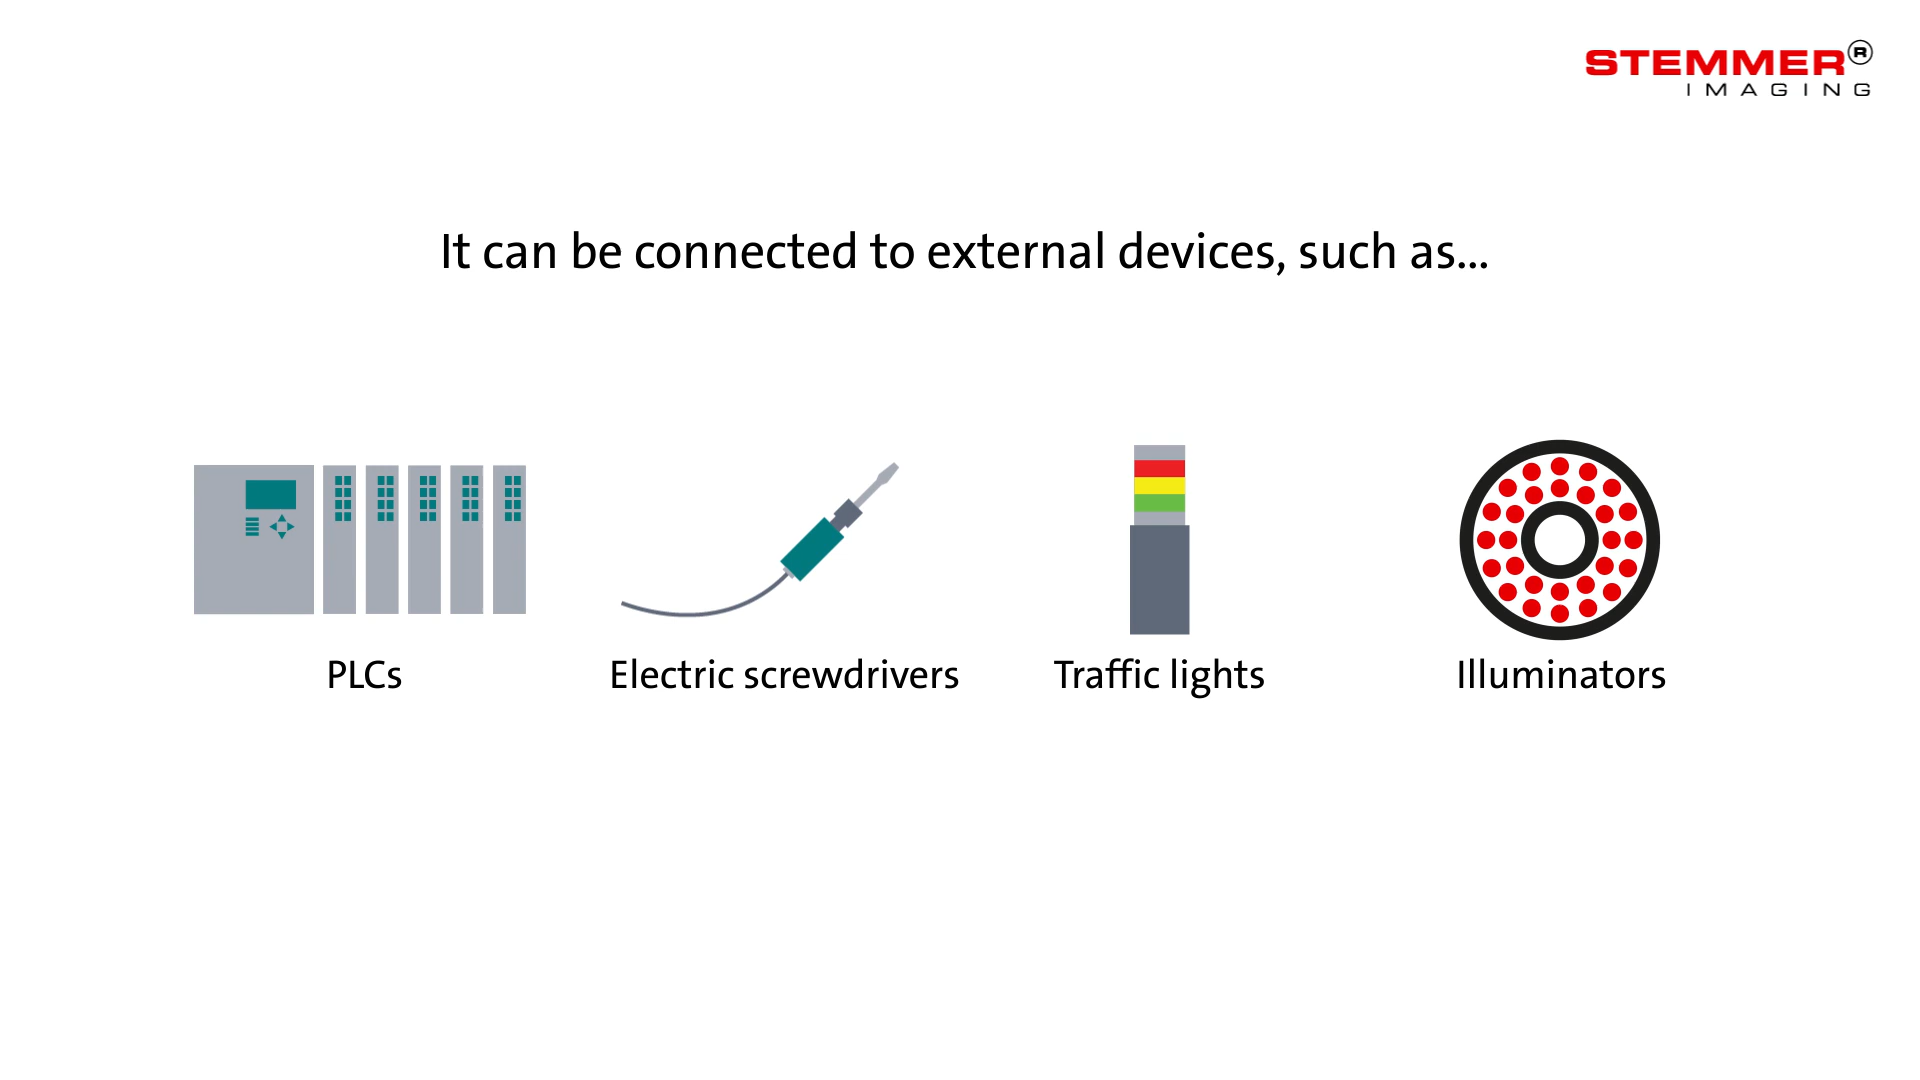 STEMMER®
IMAGING
It can be connected to external devices, such as...
PLCs
Electric screwdrivers
Traffic lights
Illuminators